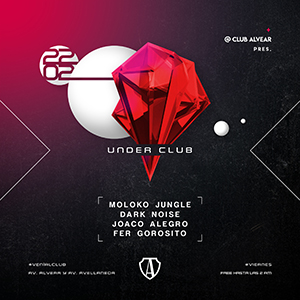 @ CLUB ALVEAR
PRES.
22
02
UNDER CLUB
MOLOKO JUNGLE
DARK NOISE
JOACO ALEGRO
FER GOROSITO
#VENIALCLUB
AV. ALVEAR Y AV. AVELLANEDA
A
#VIERNES
FREE HASTA LAS 2 AM